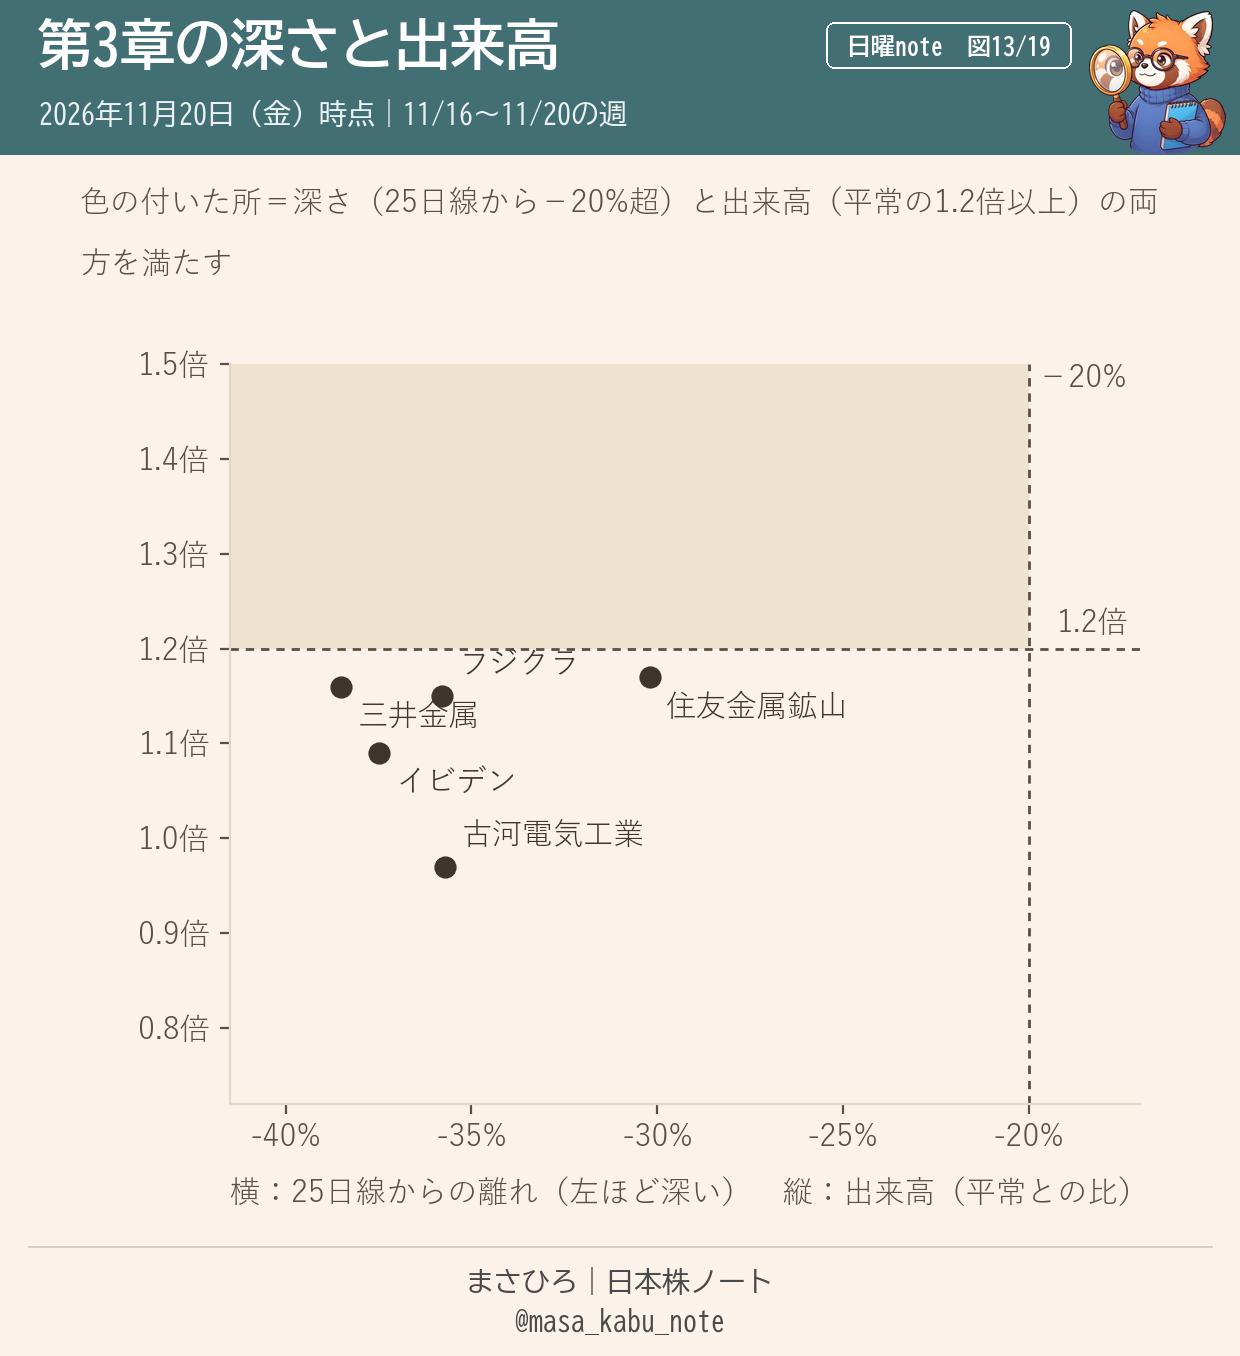 第3章の深さと出来高
日曜note　図13/19
2026年11月20日（金）時点｜11/16〜11/20の週
色の付いた所＝深さ（25日線から－20%超）と出来高（平常の1.2倍以上）の両
方を満たす
1.5倍
－20%
1.4倍
1.3倍
1.2倍
1.2倍
フジクラ
住友金属鉱山
三井金属
1.1倍
イビデン
1.0倍
古河電気工業
0.9倍
0.8倍
-40% -35% -30% -25% -20%
横：25日線からの離れ（左ほど深い）　縦：出来高（平常との比）
まさひろ｜日本株ノート
@masa_kabu_note